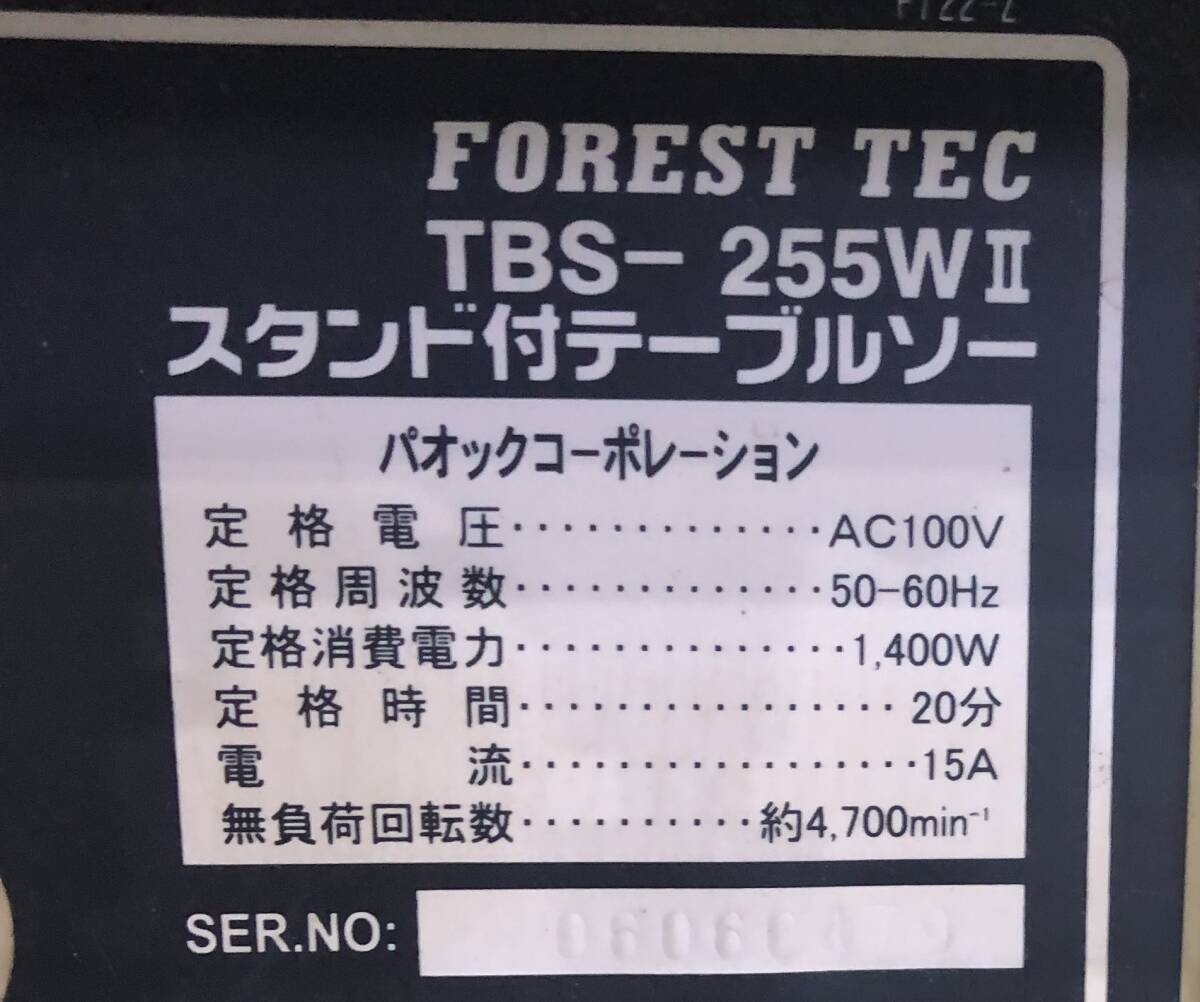 FOREST TEC
TBS- 255WⅡ
スタンド付テーブルソー
パオックコーポレーション
定格電圧·············AC100V
定格周波数·············50-60Hz
定格消費電力··············1,400W
定格時間················20分
電流·················15A
無負荷回転数··········約4,700min⁻¹
SER.NO: